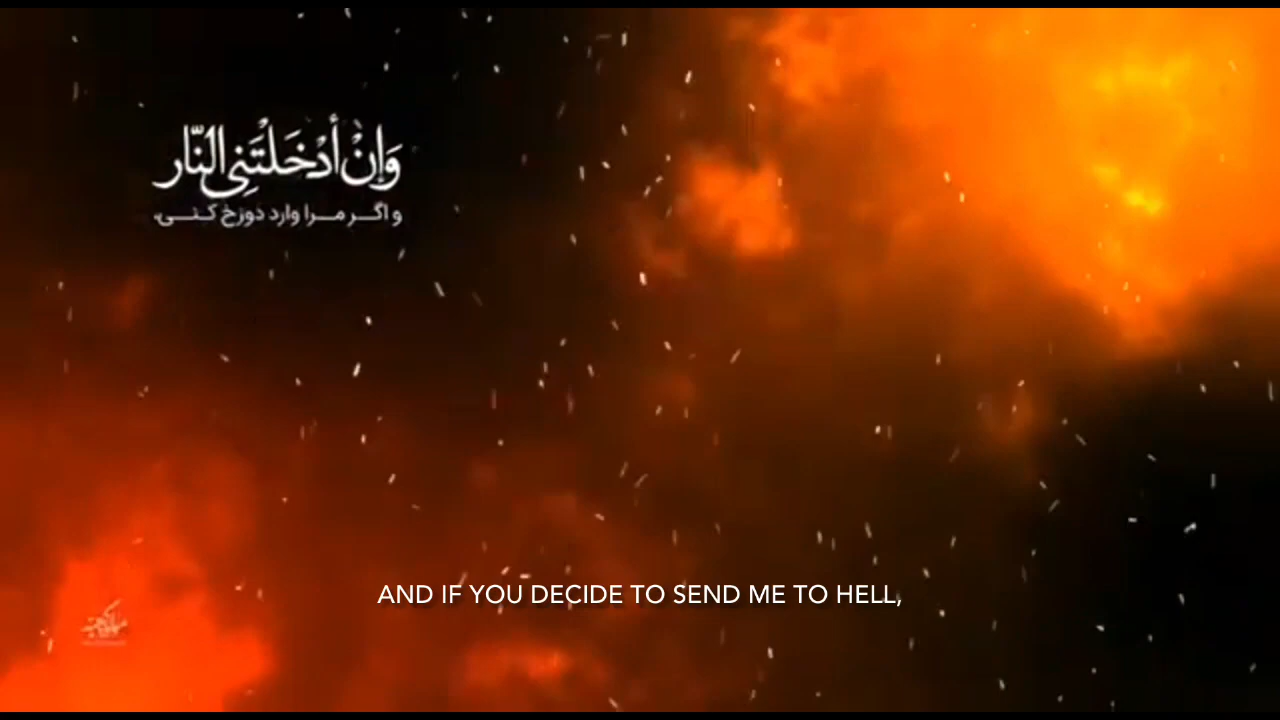 وَإِنْ أَدْخَلْتَنِی النّار
و اگر مرا وارد دوزخ کنی،
AND IF YOU DECIDE TO SEND ME TO HELL,